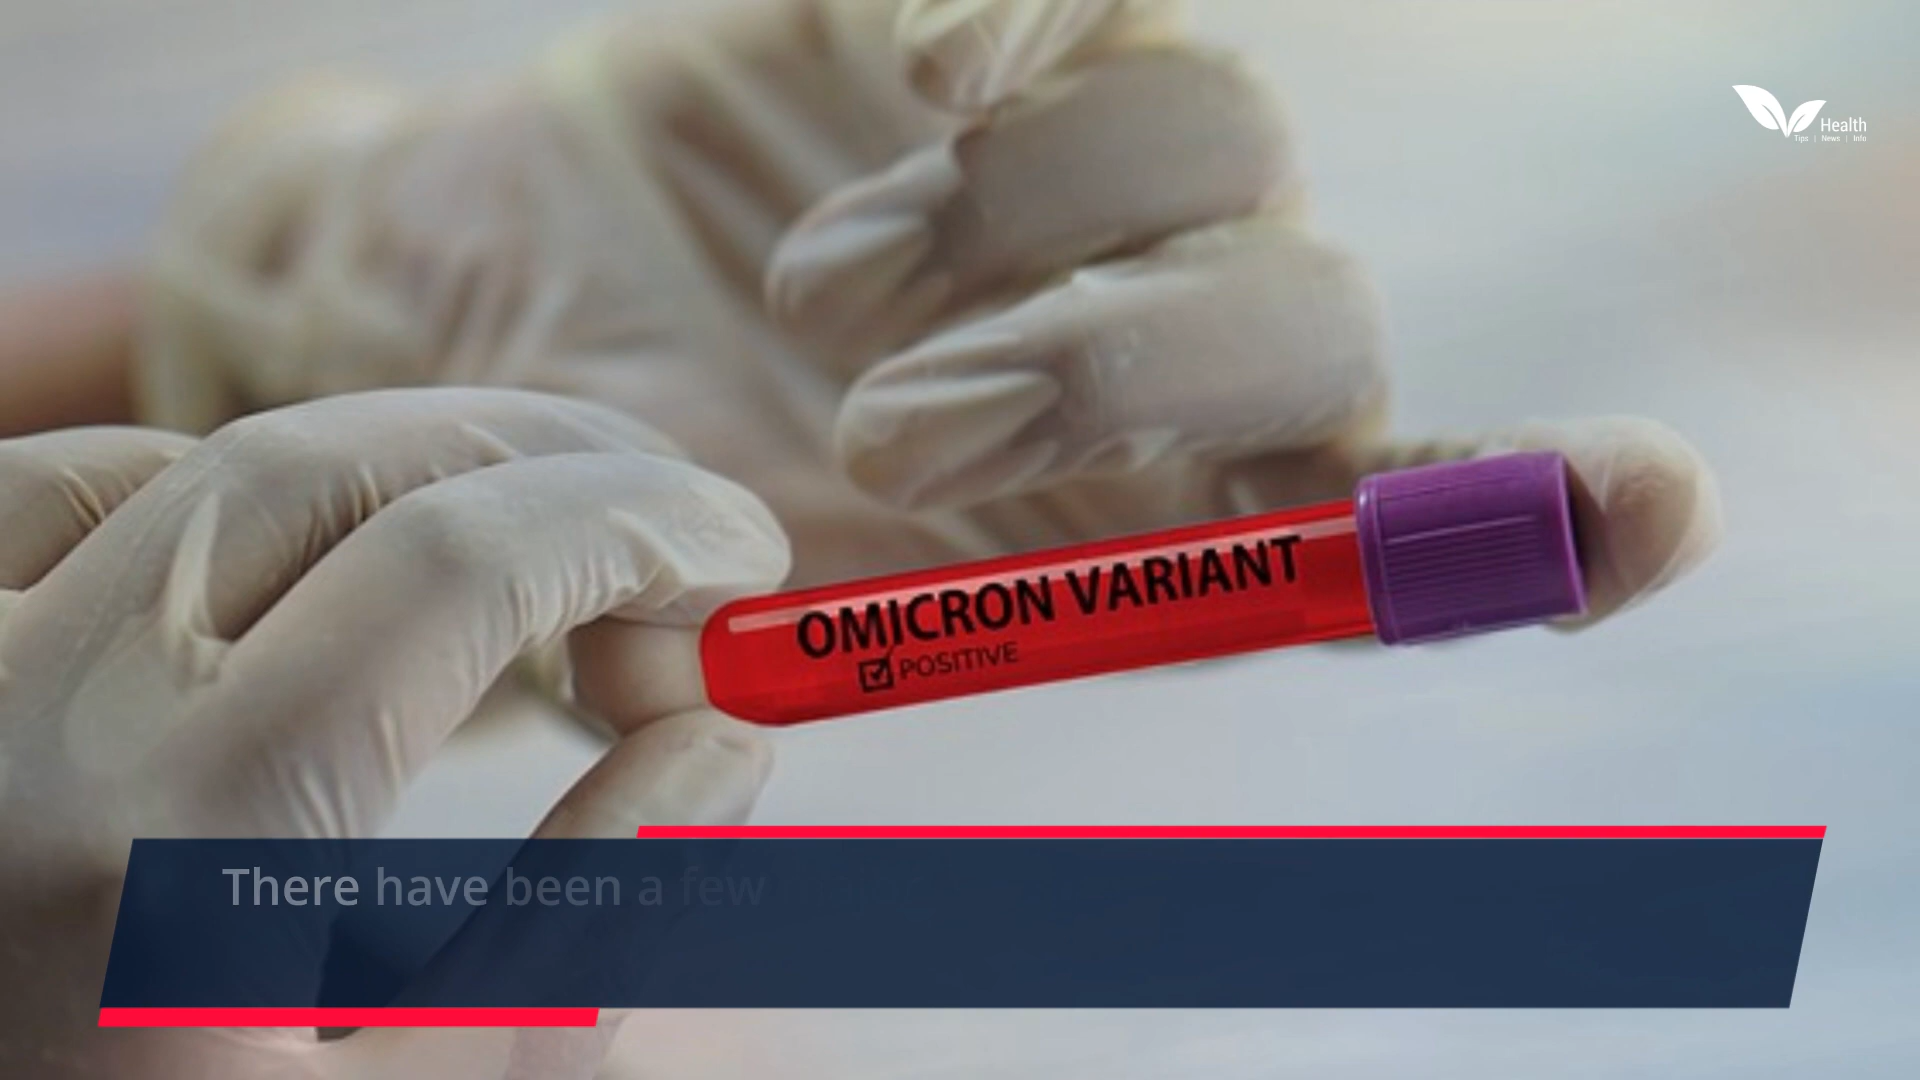 Health
Tips | News | Info
OMICRON VARIANT
POSITIVE
There have been a few